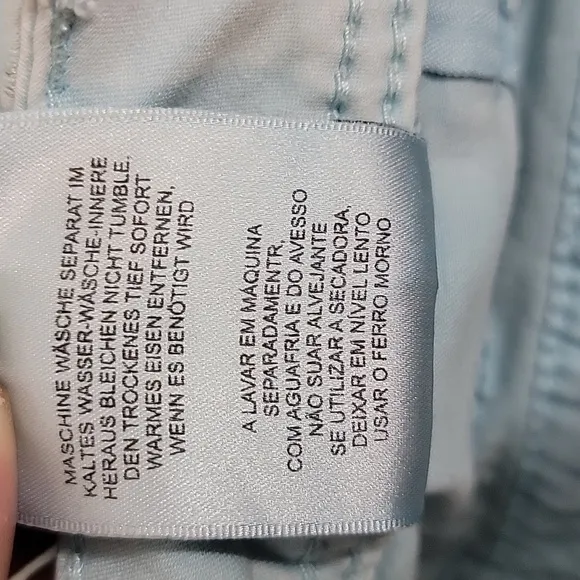 MASCHINE WÄSCHE SEPARAT IM
KALTES WASSER-WÄSCHE-INNERE
HERAUS BLEICHEN NICHT TUMBLE.
DEN TROCKENES TIEF SOFORT
WARMES EISEN ENTFERNEN,
WENN ES BENÖTIGT WIRD
A LAVAR EM MÁQUINA
SEPARADAMENTR,
COM AGUAFRIA E DO AVESSO
NÃO SUAR ALVEJANTE
SE UTILIZAR A SECADORA,
DEIXAR EM NÍVEL LENTO
USAR O FERRO MORNO